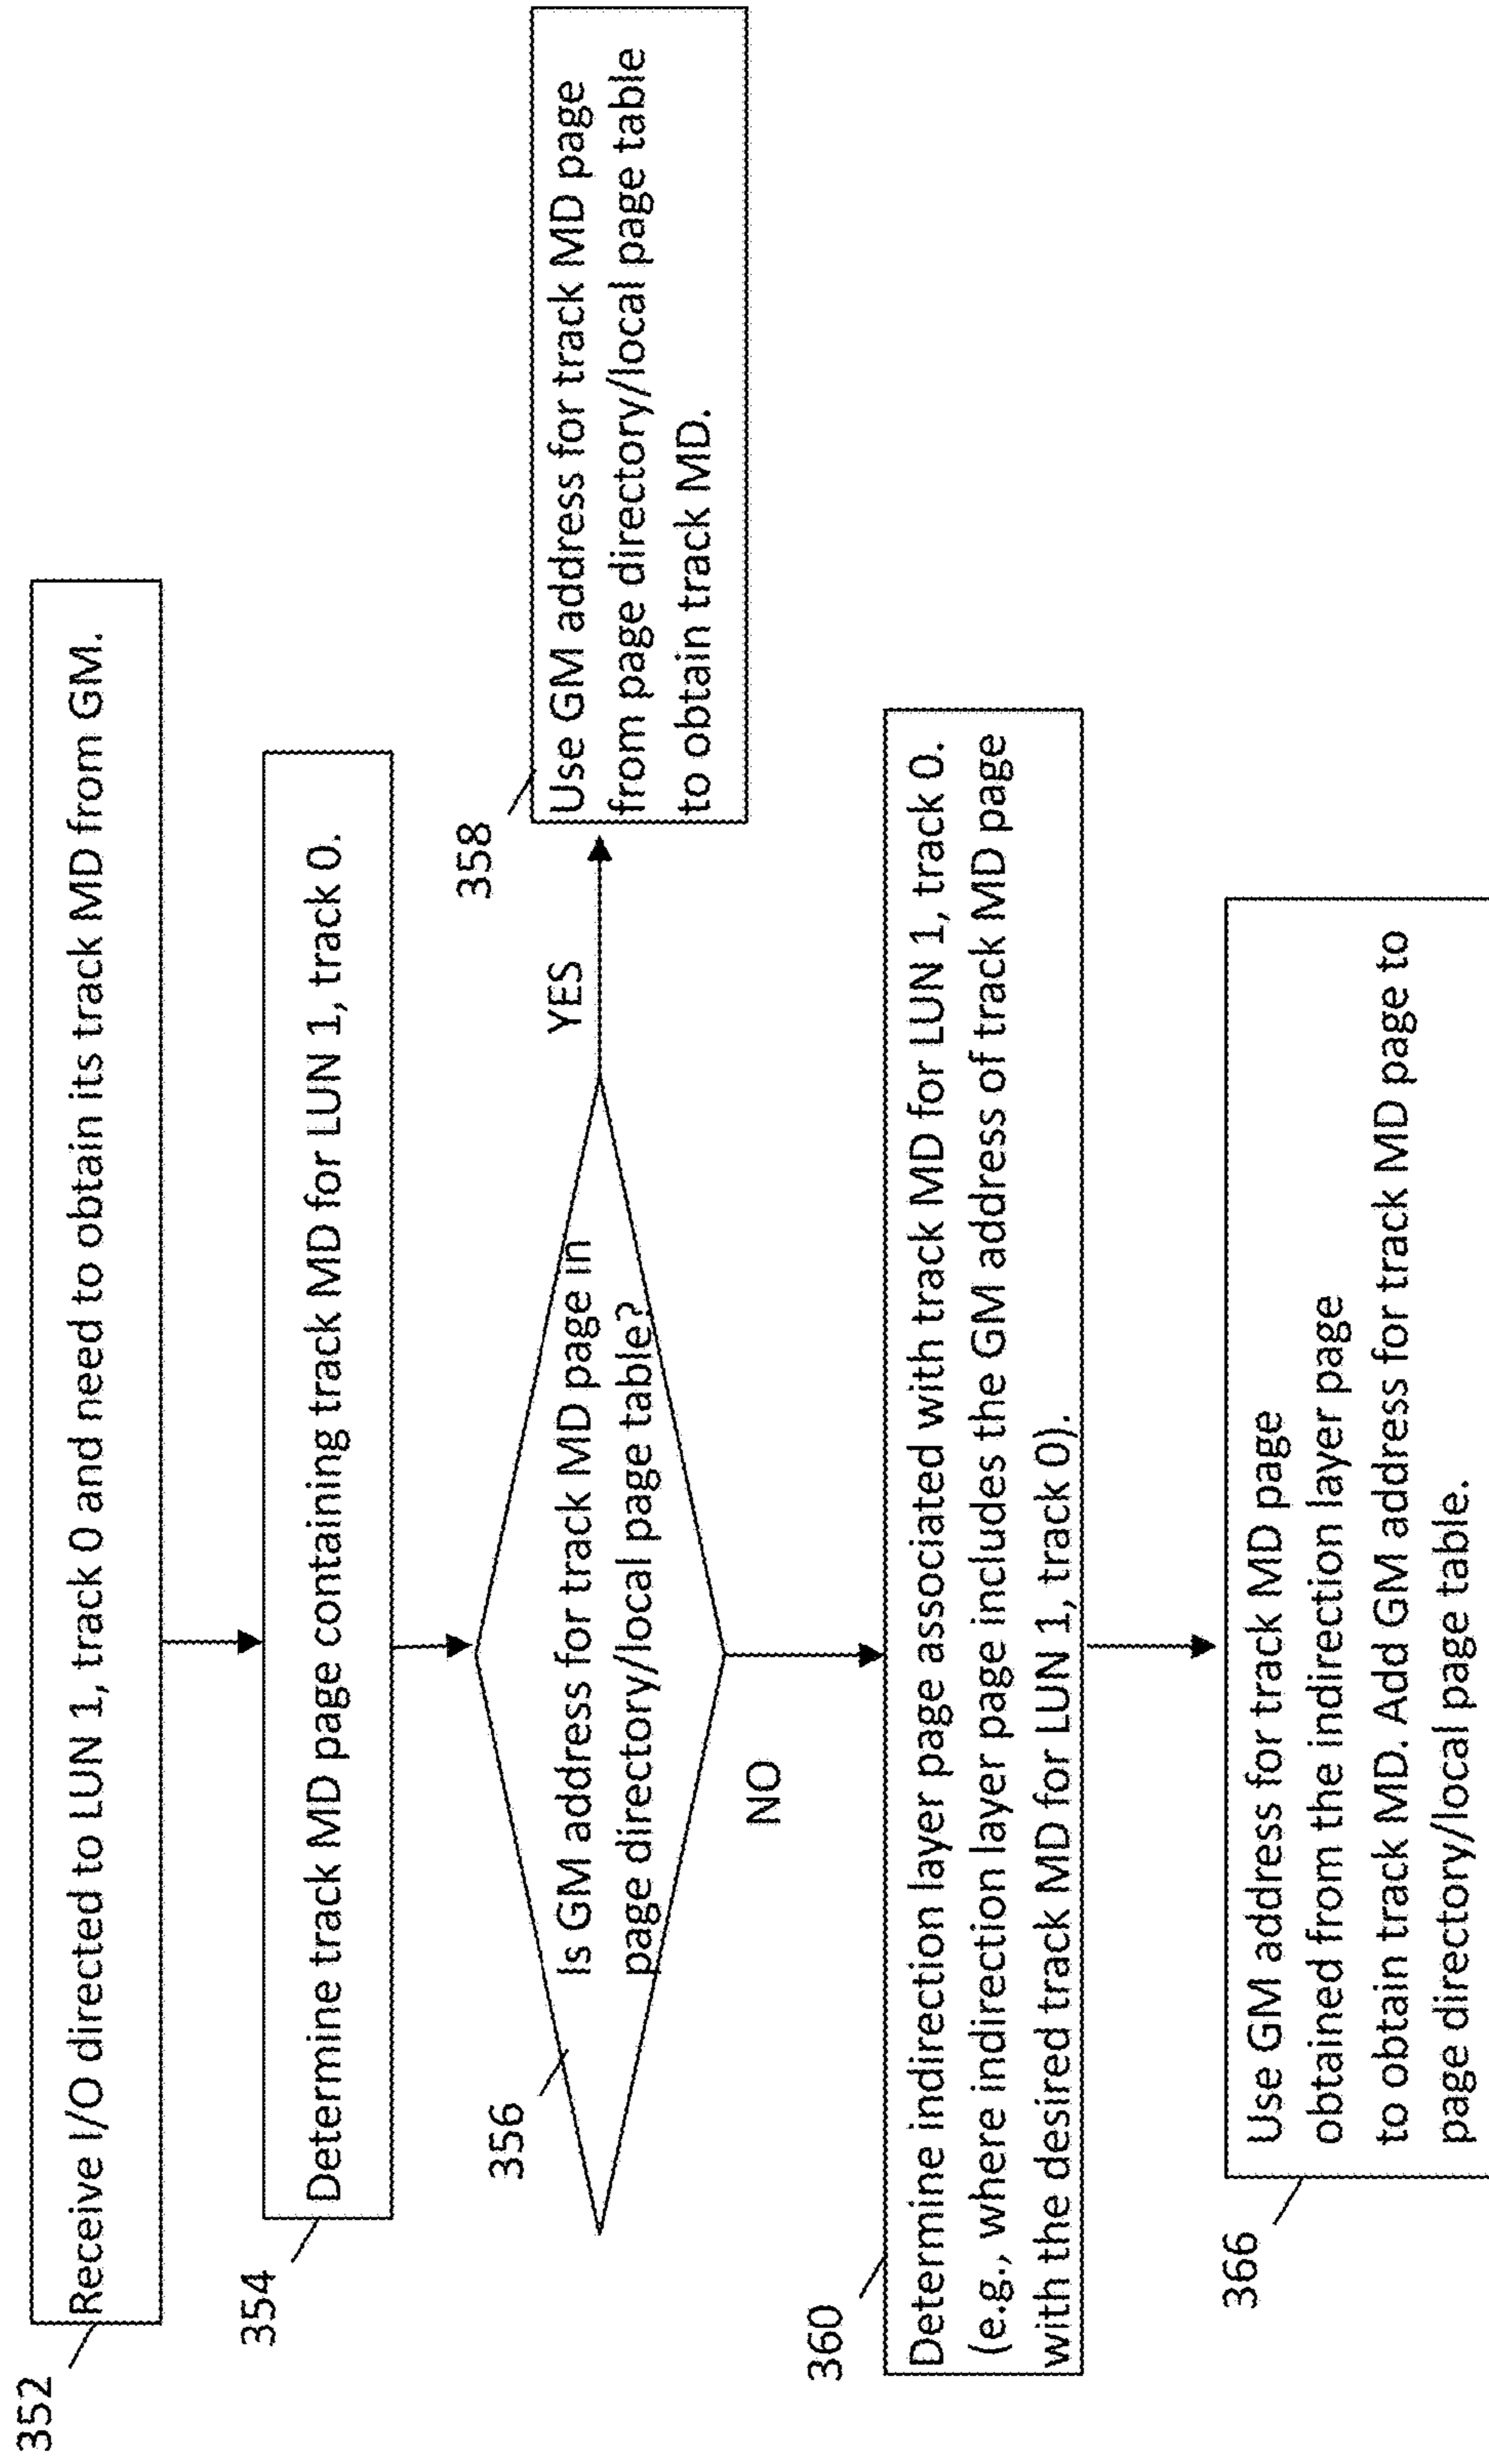 352
Receive I/O directed to LUN 1, track 0 and need to obtain its track MD from GM.
354
Determine track MD page containing track MD for LUN 1, track 0.
356
Is GM address for track MD page in
page directory/local page table?
YES
358
Use GM address for track MD page
from page directory/local page table
to obtain track MD.
NO
360
Determine indirection layer page associated with track MD for LUN 1, track 0.
(e.g., where indirection layer page includes the GM address of track MD page
with the desired track MD for LUN 1, track 0).
366
Use GM address for track MD page
obtained from the indirection layer page
to obtain track MD. Add GM address for track MD page to
page directory/local page table.